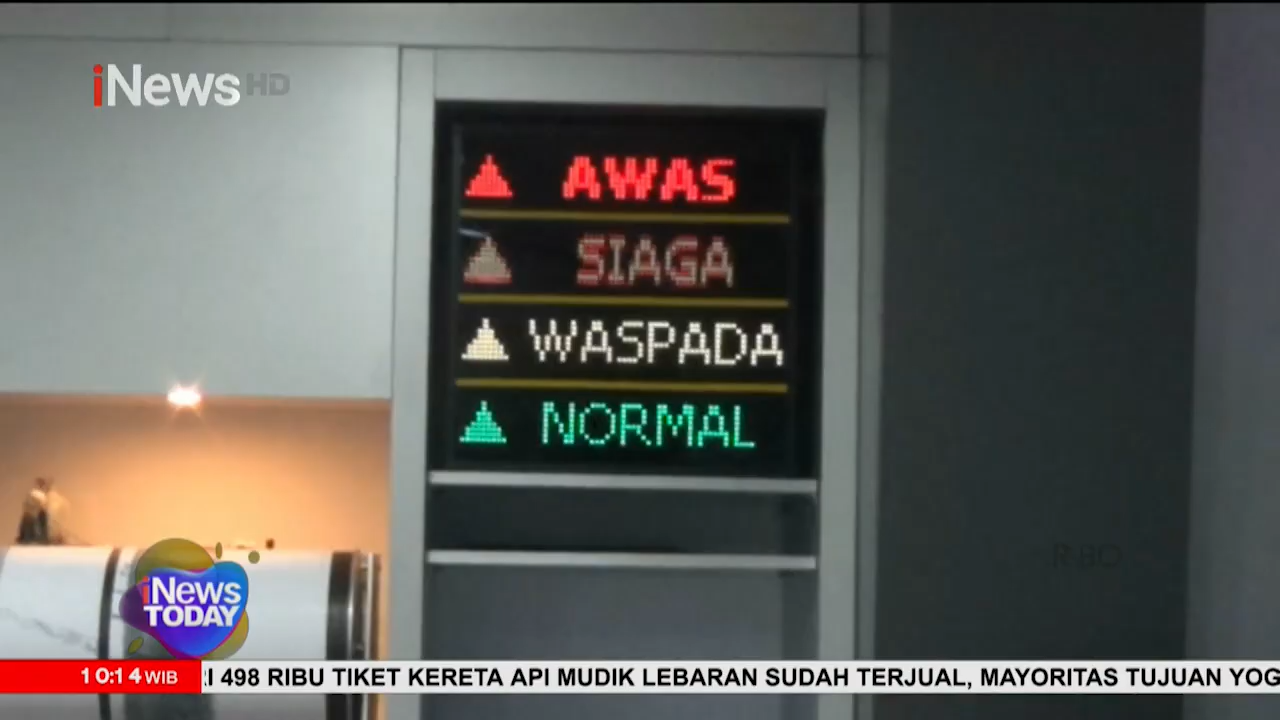 iNews HD
AWAS
SIAGA
WASPADA
NORMAL
iNews
TODAY
10:14 WIB
I 498 RIBU TIKET KERETA API MUDIK LEBARAN SUDAH TERJUAL, MAYORITAS TUJUAN YOG